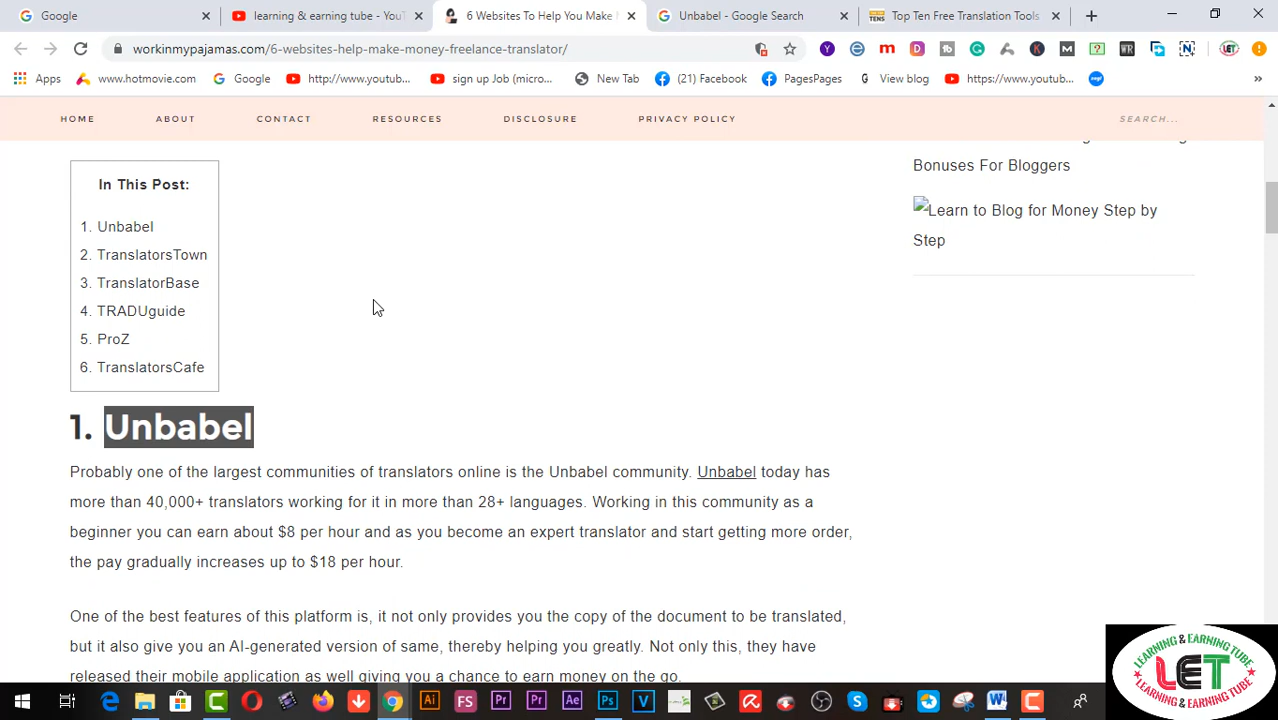 Google
learning & earning tube - You
6 Websites To Help You Make
Unbabel - Google Search
Top Ten Free Translation Tools
workinmypajamas.com/6-websites-help-make-money-freelance-translator/
Apps
www.hotmovie.com
Google
http://www.youtub...
sign up Job (micro...
New Tab
(21) Facebook
PagesPages
View blog
https://www.youtub...
HOME
ABOUT
CONTACT
RESOURCES
DISCLOSURE
PRIVACY POLICY
SEARCH...
In This Post:
1. Unbabel
2. TranslatorsTown
3. TranslatorBase
4. TRADUguide
5. ProZ
6. TranslatorsCafe
Bonuses For Bloggers
Learn to Blog for Money Step by
Step
1. Unbabel
Probably one of the largest communities of translators online is the Unbabel community. Unbabel today has
more than 40,000+ translators working for it in more than 28+ languages. Working in this community as a
beginner you can earn about $8 per hour and as you become an expert translator and start getting more order,
the pay gradually increases up to $18 per hour.
One of the best features of this platform is, it not only provides you the copy of the document to be translated,
but it also give you an AI-generated version of same, thereby helping you greatly. Not only this, they have
released their mobile application as well giving you a chance to earn money on the go.
LEARNING & EARNING TUBE
LET
LEARNING & EARNING TUBE